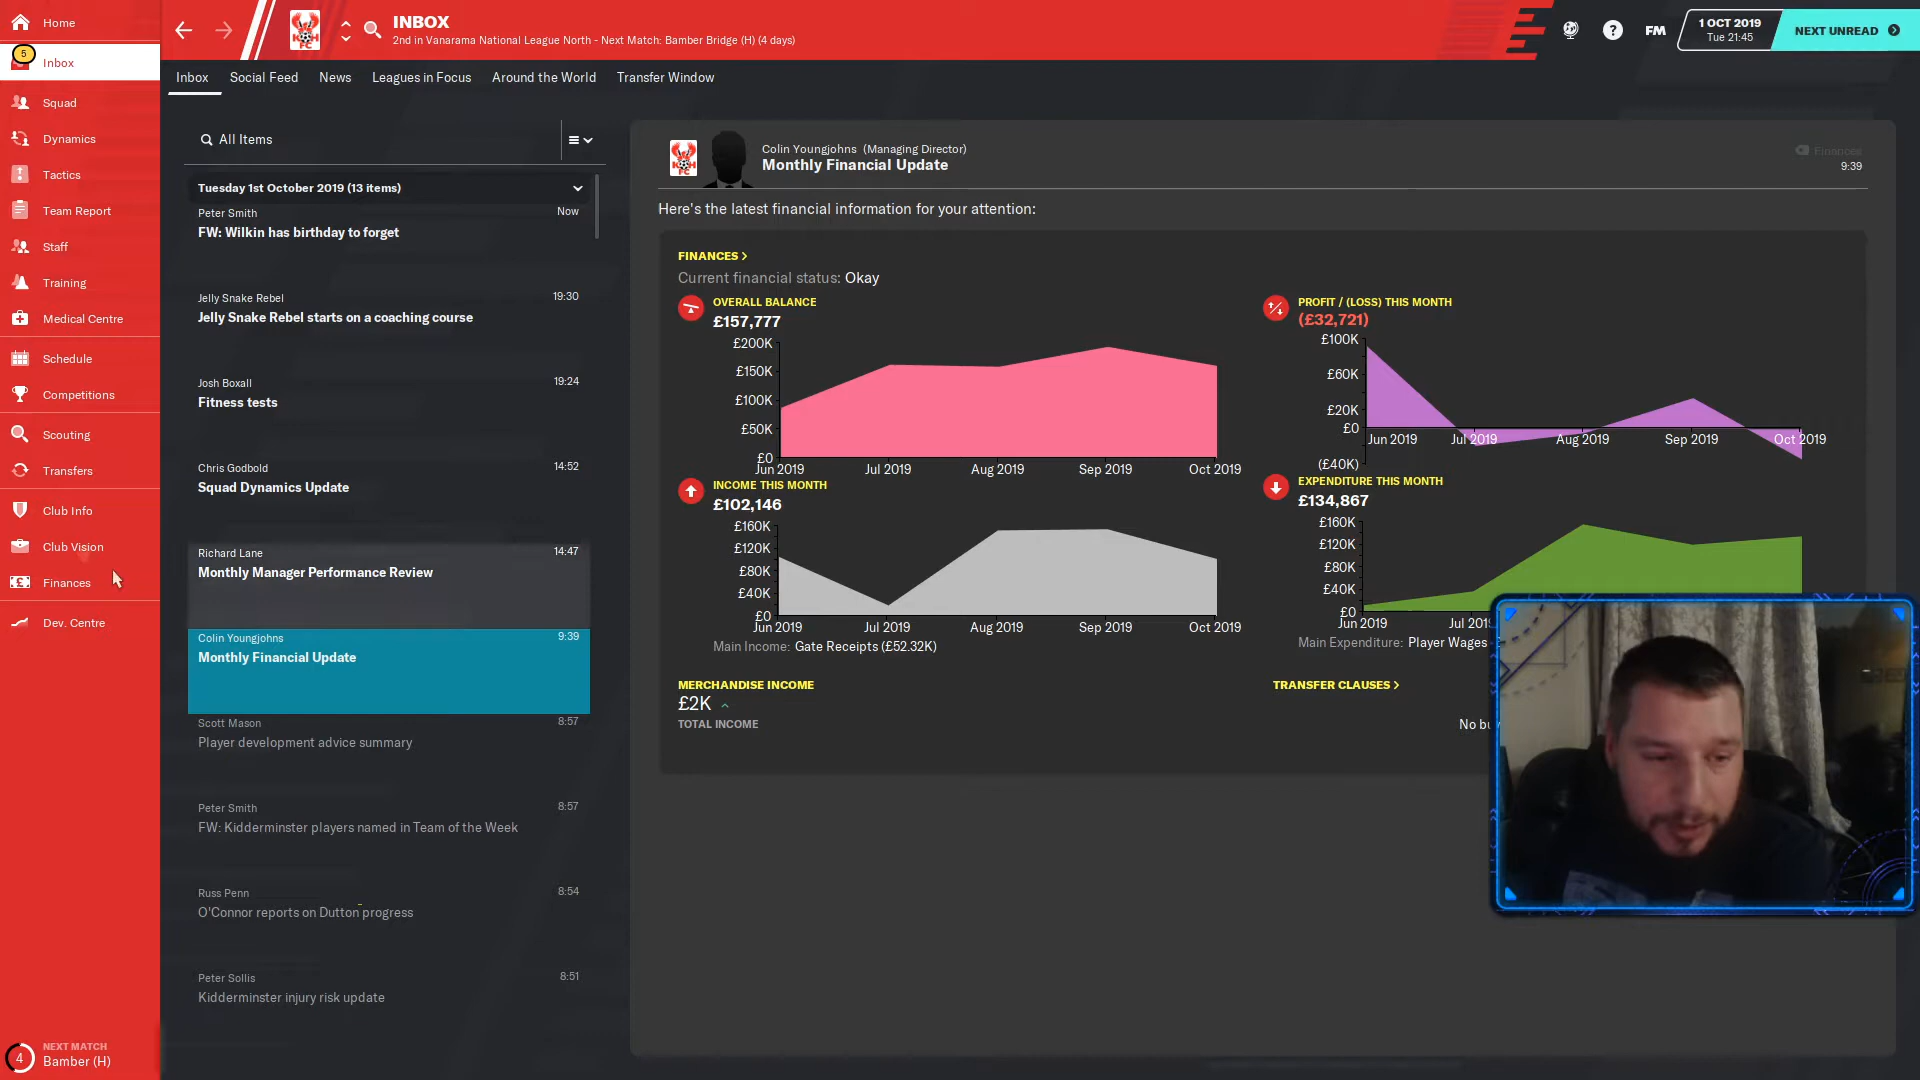 Home
5
Inbox
Squad
Dynamics
Tactics
Team Report
Staff
Training
Medical Centre
Schedule
Competitions
Scouting
Transfers
Club Info
Club Vision
Finances
Dev. Centre
4
NEXT MATCH
Bamber (H)
KH
FC
INBOX
2nd in Vanarama National League North - Next Match: Bamber Bridge (H) (4 days)
?
FM
1 OCT 2019
Tue 21:45
NEXT UNREAD
Inbox Social Feed News Leagues in Focus Around the World Transfer Window
All Items
Tuesday 1st October 2019 (13 items)
Peter Smith Now
FW: Wilkin has birthday to forget
Jelly Snake Rebel 19:30
Jelly Snake Rebel starts on a coaching course
Josh Boxall 19:24
Fitness tests
Chris Godbold 14:52
Squad Dynamics Update
Richard Lane 14:47
Monthly Manager Performance Review
Colin Youngjohns 9:39
Monthly Financial Update
Scott Mason 8:57
Player development advice summary
Peter Smith 8:57
FW: Kidderminster players named in Team of the Week
Russ Penn 8:54
O'Connor reports on Dutton progress
Peter Sollis 8:51
Kidderminster injury risk update
KH
FC
Colin Youngjohns (Managing Director)
Monthly Financial Update
Finances
9:39
Here's the latest financial information for your attention:
FINANCES >
Current financial status: Okay
OVERALL BALANCE
£157,777
£200K
£150K
£100K
£50K
£0
Jun 2019 Jul 2019 Aug 2019 Sep 2019 Oct 2019
PROFIT / (LOSS) THIS MONTH
(£32,721)
£100K
£60K
£20K
£0
(£40K)
Jun 2019 Jul 2019 Aug 2019 Sep 2019 Oct 2019
INCOME THIS MONTH
£102,146
£160K
£120K
£80K
£40K
£0
Jun 2019 Jul 2019 Aug 2019 Sep 2019 Oct 2019
Main Income: Gate Receipts (£52.32K)
EXPENDITURE THIS MONTH
£134,867
£160K
£120K
£80K
£40K
£0
Jun 2019 Jul 2019
Main Expenditure: Player Wages
MERCHANDISE INCOME
£2K
TOTAL INCOME
TRANSFER CLAUSES >
No